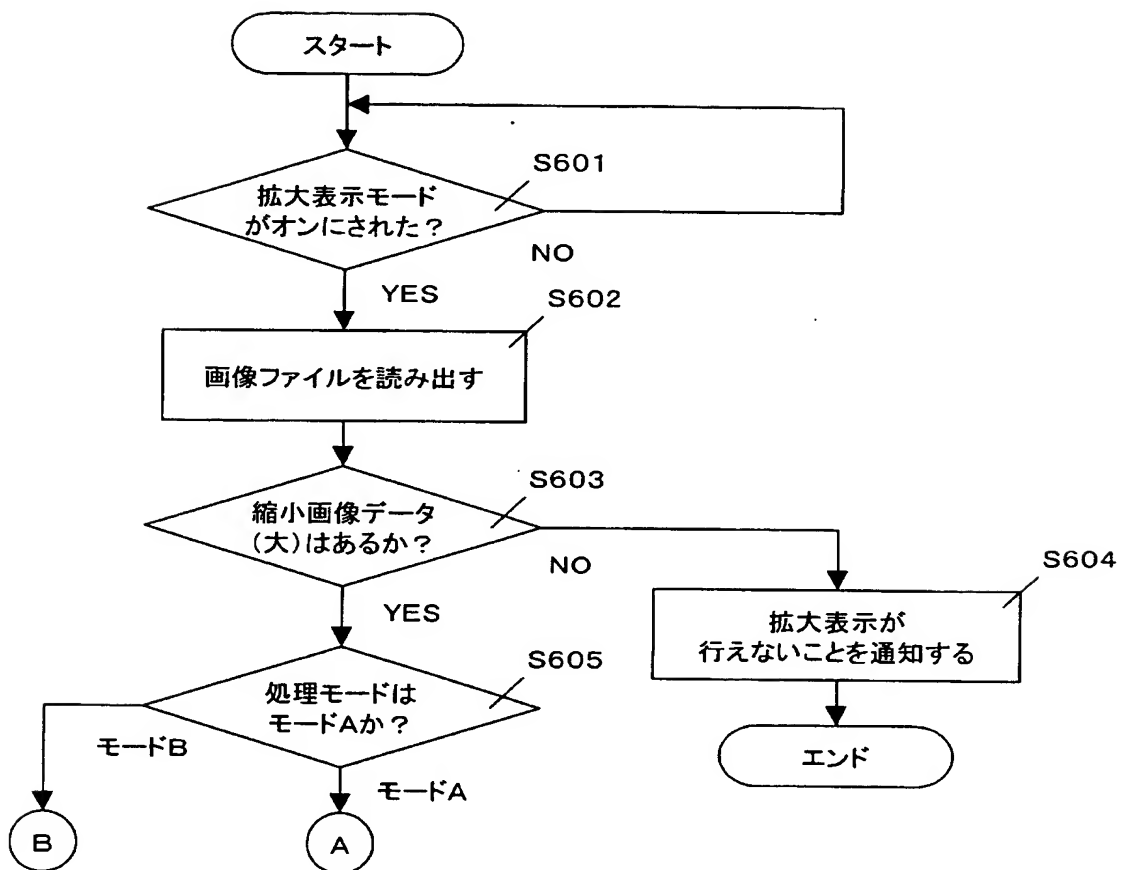 スタート
S601
拡大表示モード
がオンにされた？
NO
YES
S602
画像ファイルを読み出す
S603
縮小画像データ
(大)はあるか？
NO
S604
YES
拡大表示が
行えないことを通知する
S605
処理モードは
モードAか？
モードB
エンド
モードA
B
A